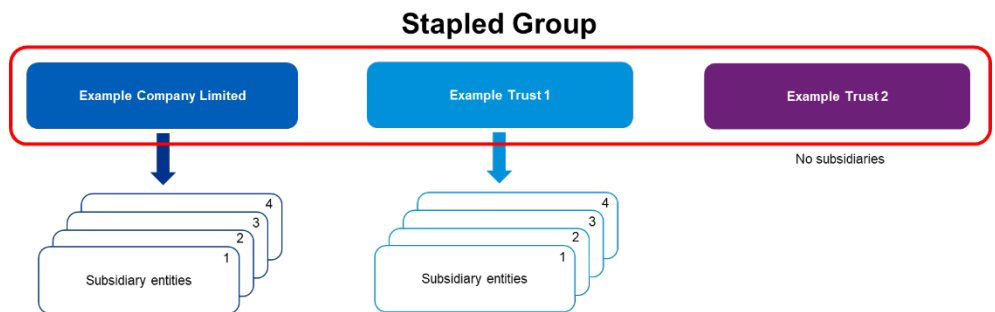 Stapled Group
Example Company Limited
Example Trust 1
Example Trust 2
No subsidiaries
4
3
2
1
Subsidiary entities
4
3
2
1
Subsidiary entities